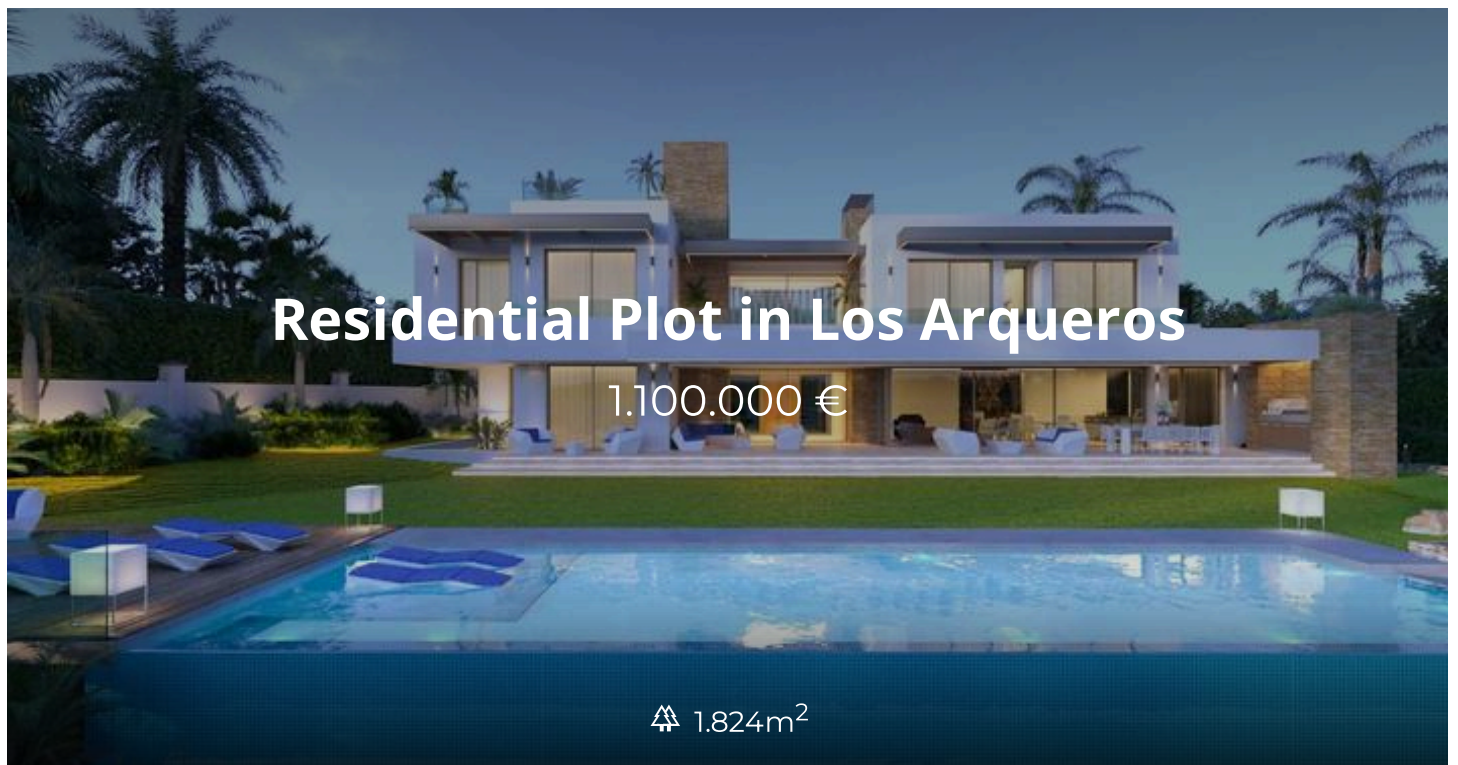 Residential Plot in Los Arqueros
1.100.000 €
1.824m²